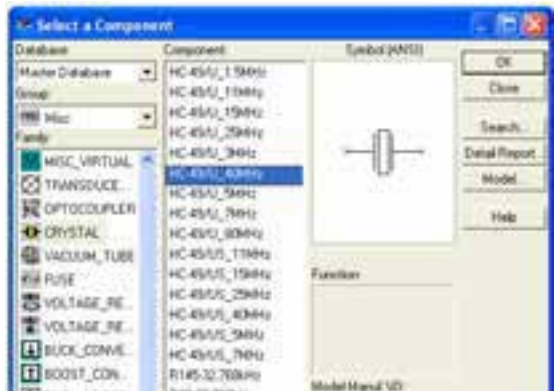 Select a Component
Database
Master Database
Group
Misc
Family
MISC_VIRTUAL
TRANSDUCE...
OPTOCOUPLER
CRYSTAL
VACUUM_TUBE
FUSE
VOLTAGE_RE...
VOLTAGE_RE...
BUCK_CONVE...
BOOST_CON...
Component
HC-49/U_1.5MHz
HC-49/U_11MHz
HC-49/U_15MHz
HC-49/U_25MHz
HC-49/U_3MHz
HC-49/U_40MHz
HC-49/U_5MHz
HC-49/U_7MHz
HC-49/U_80MHz
HC-49/US_11MHz
HC-49/US_15MHz
HC-49/US_25MHz
HC-49/US_40MHz
HC-49/US_5MHz
HC-49/US_7MHz
R145-32.768kHz
Symbol (ANSI)
Function
Model Manuf.\ID
OK
Close
Search...
Detail Report
Model
Help